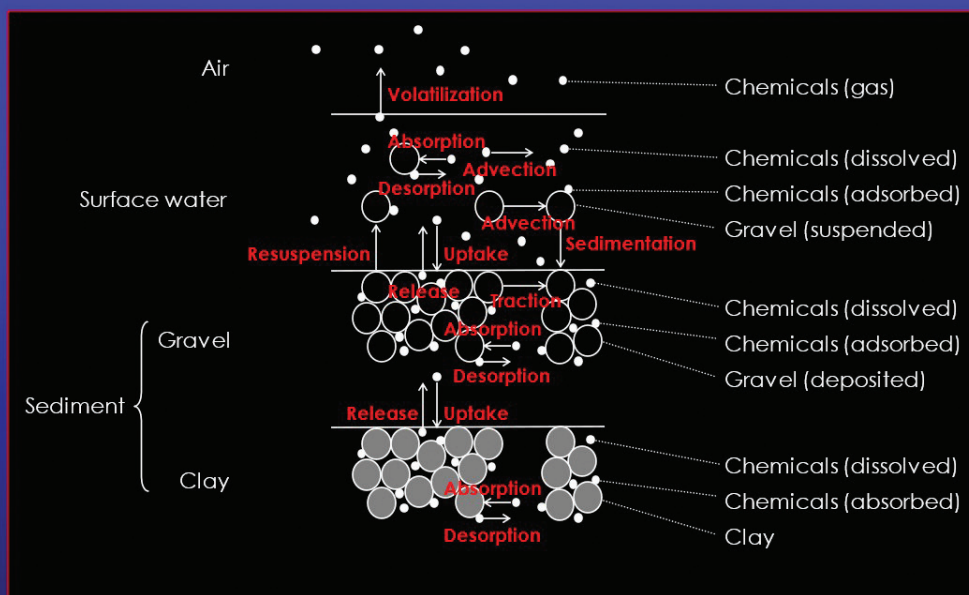 Air
Volatilization
Chemicals (gas)
Absorption
Advection
Desorption
Chemicals (dissolved)
Surface water
Chemicals (adsorbed)
Advection
Gravel (suspended)
Resuspension
Uptake
Sedimentation
Release
Traction
Chemicals (dissolved)
Gravel
Absorption
Chemicals (adsorbed)
Desorption
Gravel (deposited)
Sediment
Release
Uptake
Clay
Absorption
Chemicals (dissolved)
Desorption
Chemicals (absorbed)
Clay